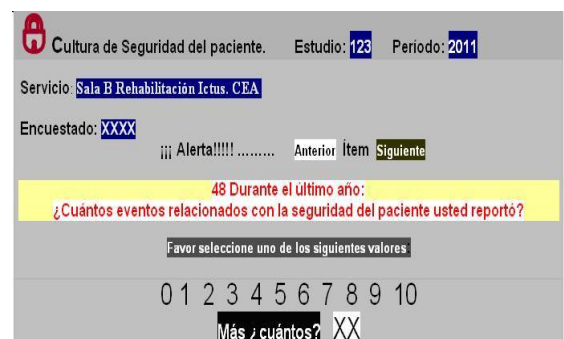 Cultura de Seguridad del paciente. Estudio: 123 Período: 2011
Servicio: Sala B Rehabilitación Ictus. CEA
Encuestado: XXXX
¡¡¡ Alerta!!!!! ......... Anterior Ítem Siguiente
48 Durante el último año:
¿Cuántos eventos relacionados con la seguridad del paciente usted reportó?
Favor seleccione uno de los siguientes valores:
0 1 2 3 4 5 6 7 8 9 10
Más ¿cuántos? XX